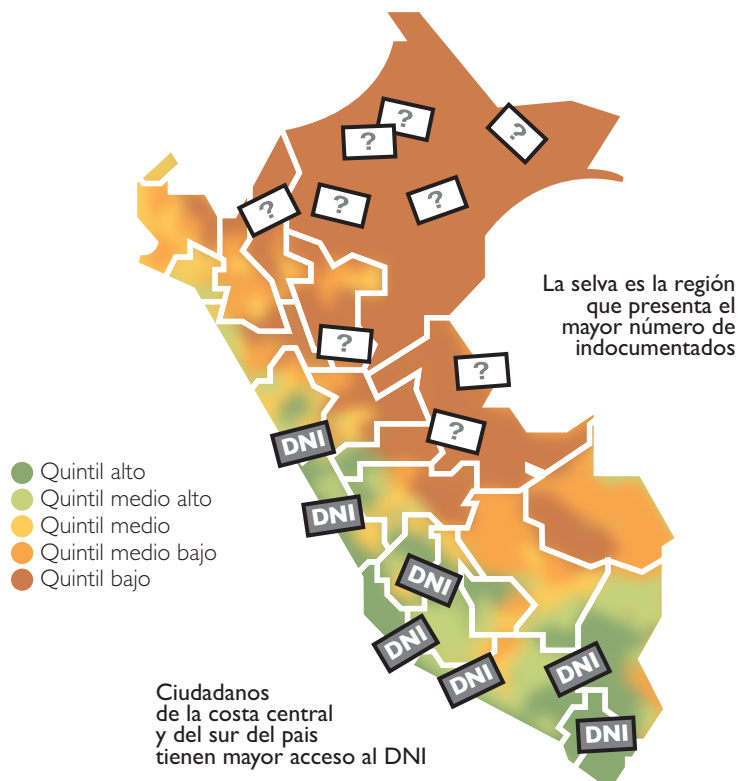 ?
?
?
?
?
?
La selva es la región
que presenta el
mayor número de
indocumentados
?
?
?
DNI
Quintil alto
Quintil medio alto
Quintil medio
Quintil medio bajo
Quintil bajo
DNI
DNI
DNI
DNI
DNI
DNI
Ciudadanos
de la costa central
y del sur del pais
tienen mayor acceso al DNI